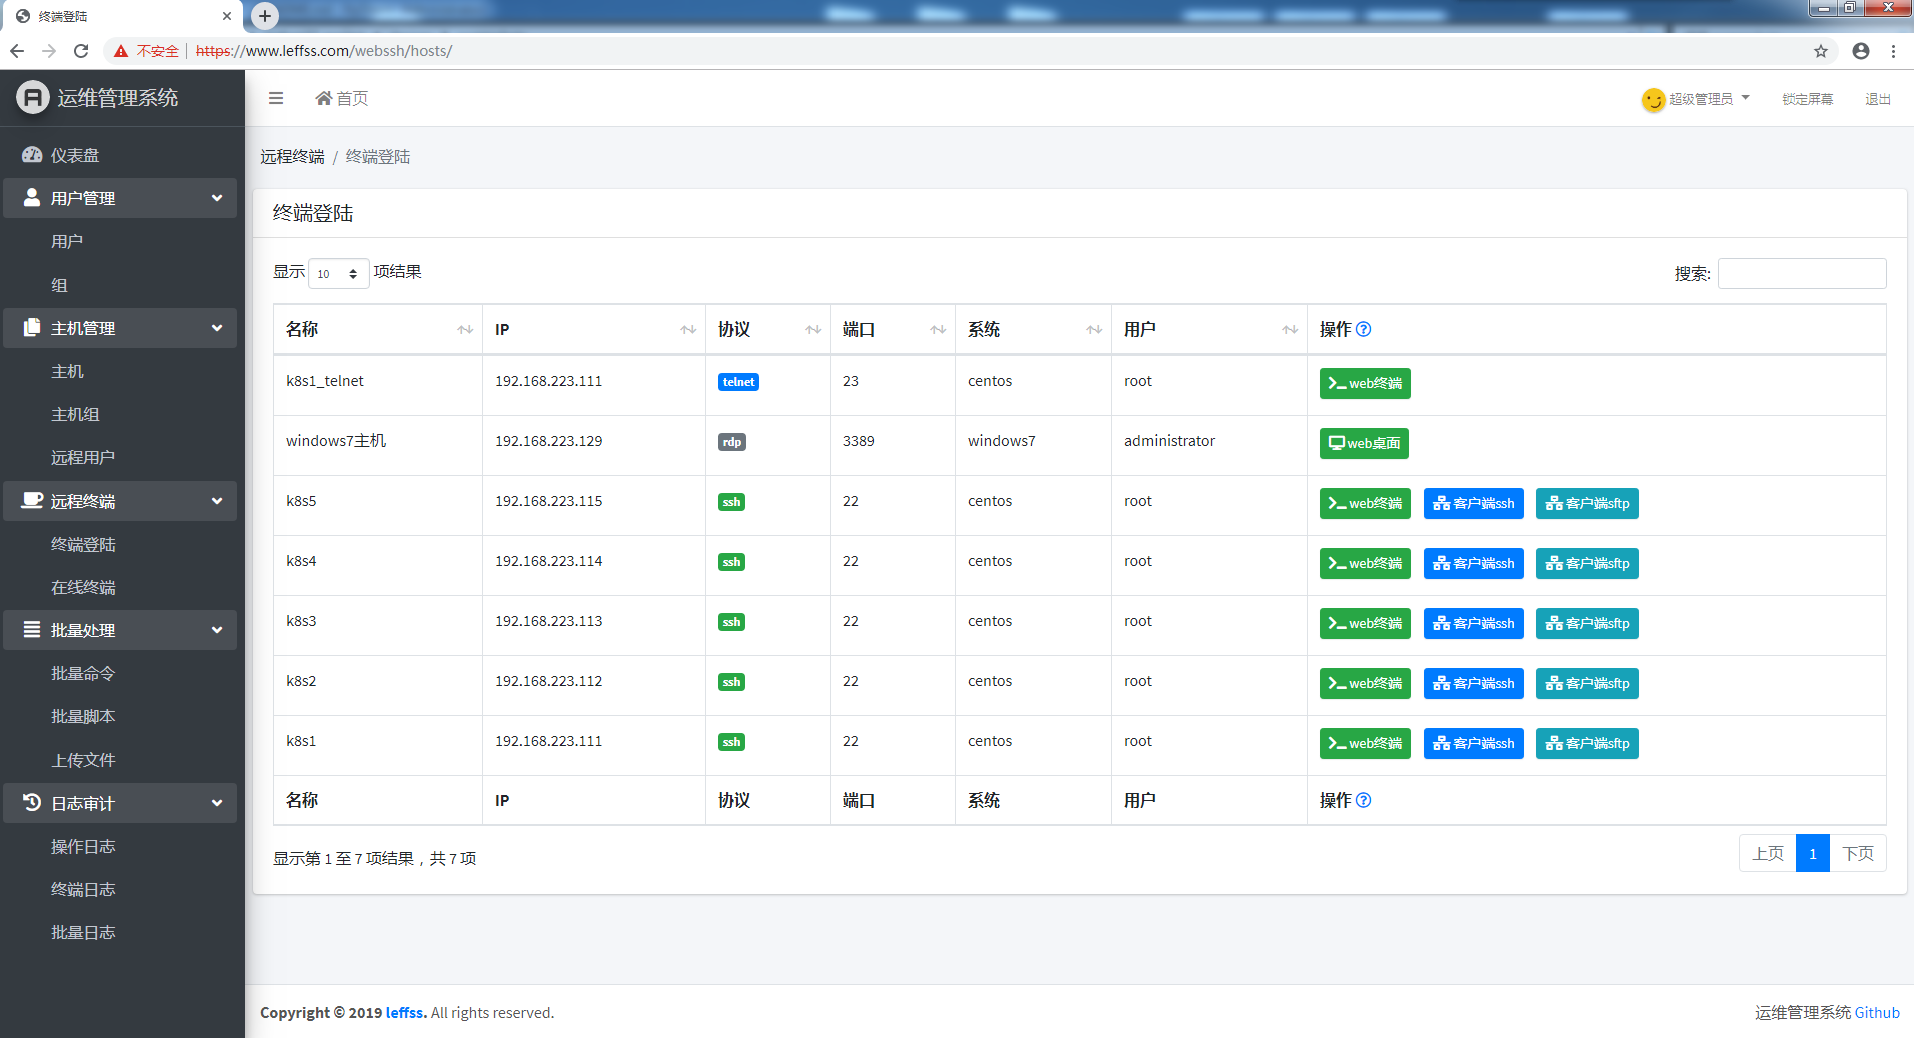 终端登陆
不安全 https://www.leffss.com/webssh/hosts/
运维管理系统
首页
超级管理员 锁定屏幕 退出
仪表盘
用户管理
用户
组
主机管理
主机
主机组
远程用户
远程终端
终端登陆
在线终端
批量处理
批量命令
批量脚本
上传文件
日志审计
操作日志
终端日志
批量日志
远程终端 / 终端登陆
终端登陆
显示 10 项结果
搜索:
名称 IP 协议 端口 系统 用户 操作
k8s1_telnet 192.168.223.111 telnet 23 centos root web终端
windows7主机 192.168.223.129 rdp 3389 windows7 administrator web桌面
k8s5 192.168.223.115 ssh 22 centos root web终端 客户端ssh 客户端sftp
k8s4 192.168.223.114 ssh 22 centos root web终端 客户端ssh 客户端sftp
k8s3 192.168.223.113 ssh 22 centos root web终端 客户端ssh 客户端sftp
k8s2 192.168.223.112 ssh 22 centos root web终端 客户端ssh 客户端sftp
k8s1 192.168.223.111 ssh 22 centos root web终端 客户端ssh 客户端sftp
名称 IP 协议 端口 系统 用户 操作
显示第 1 至 7 项结果，共 7 项
上页 1 下页
Copyright © 2019 leffss. All rights reserved.
运维管理系统 Github